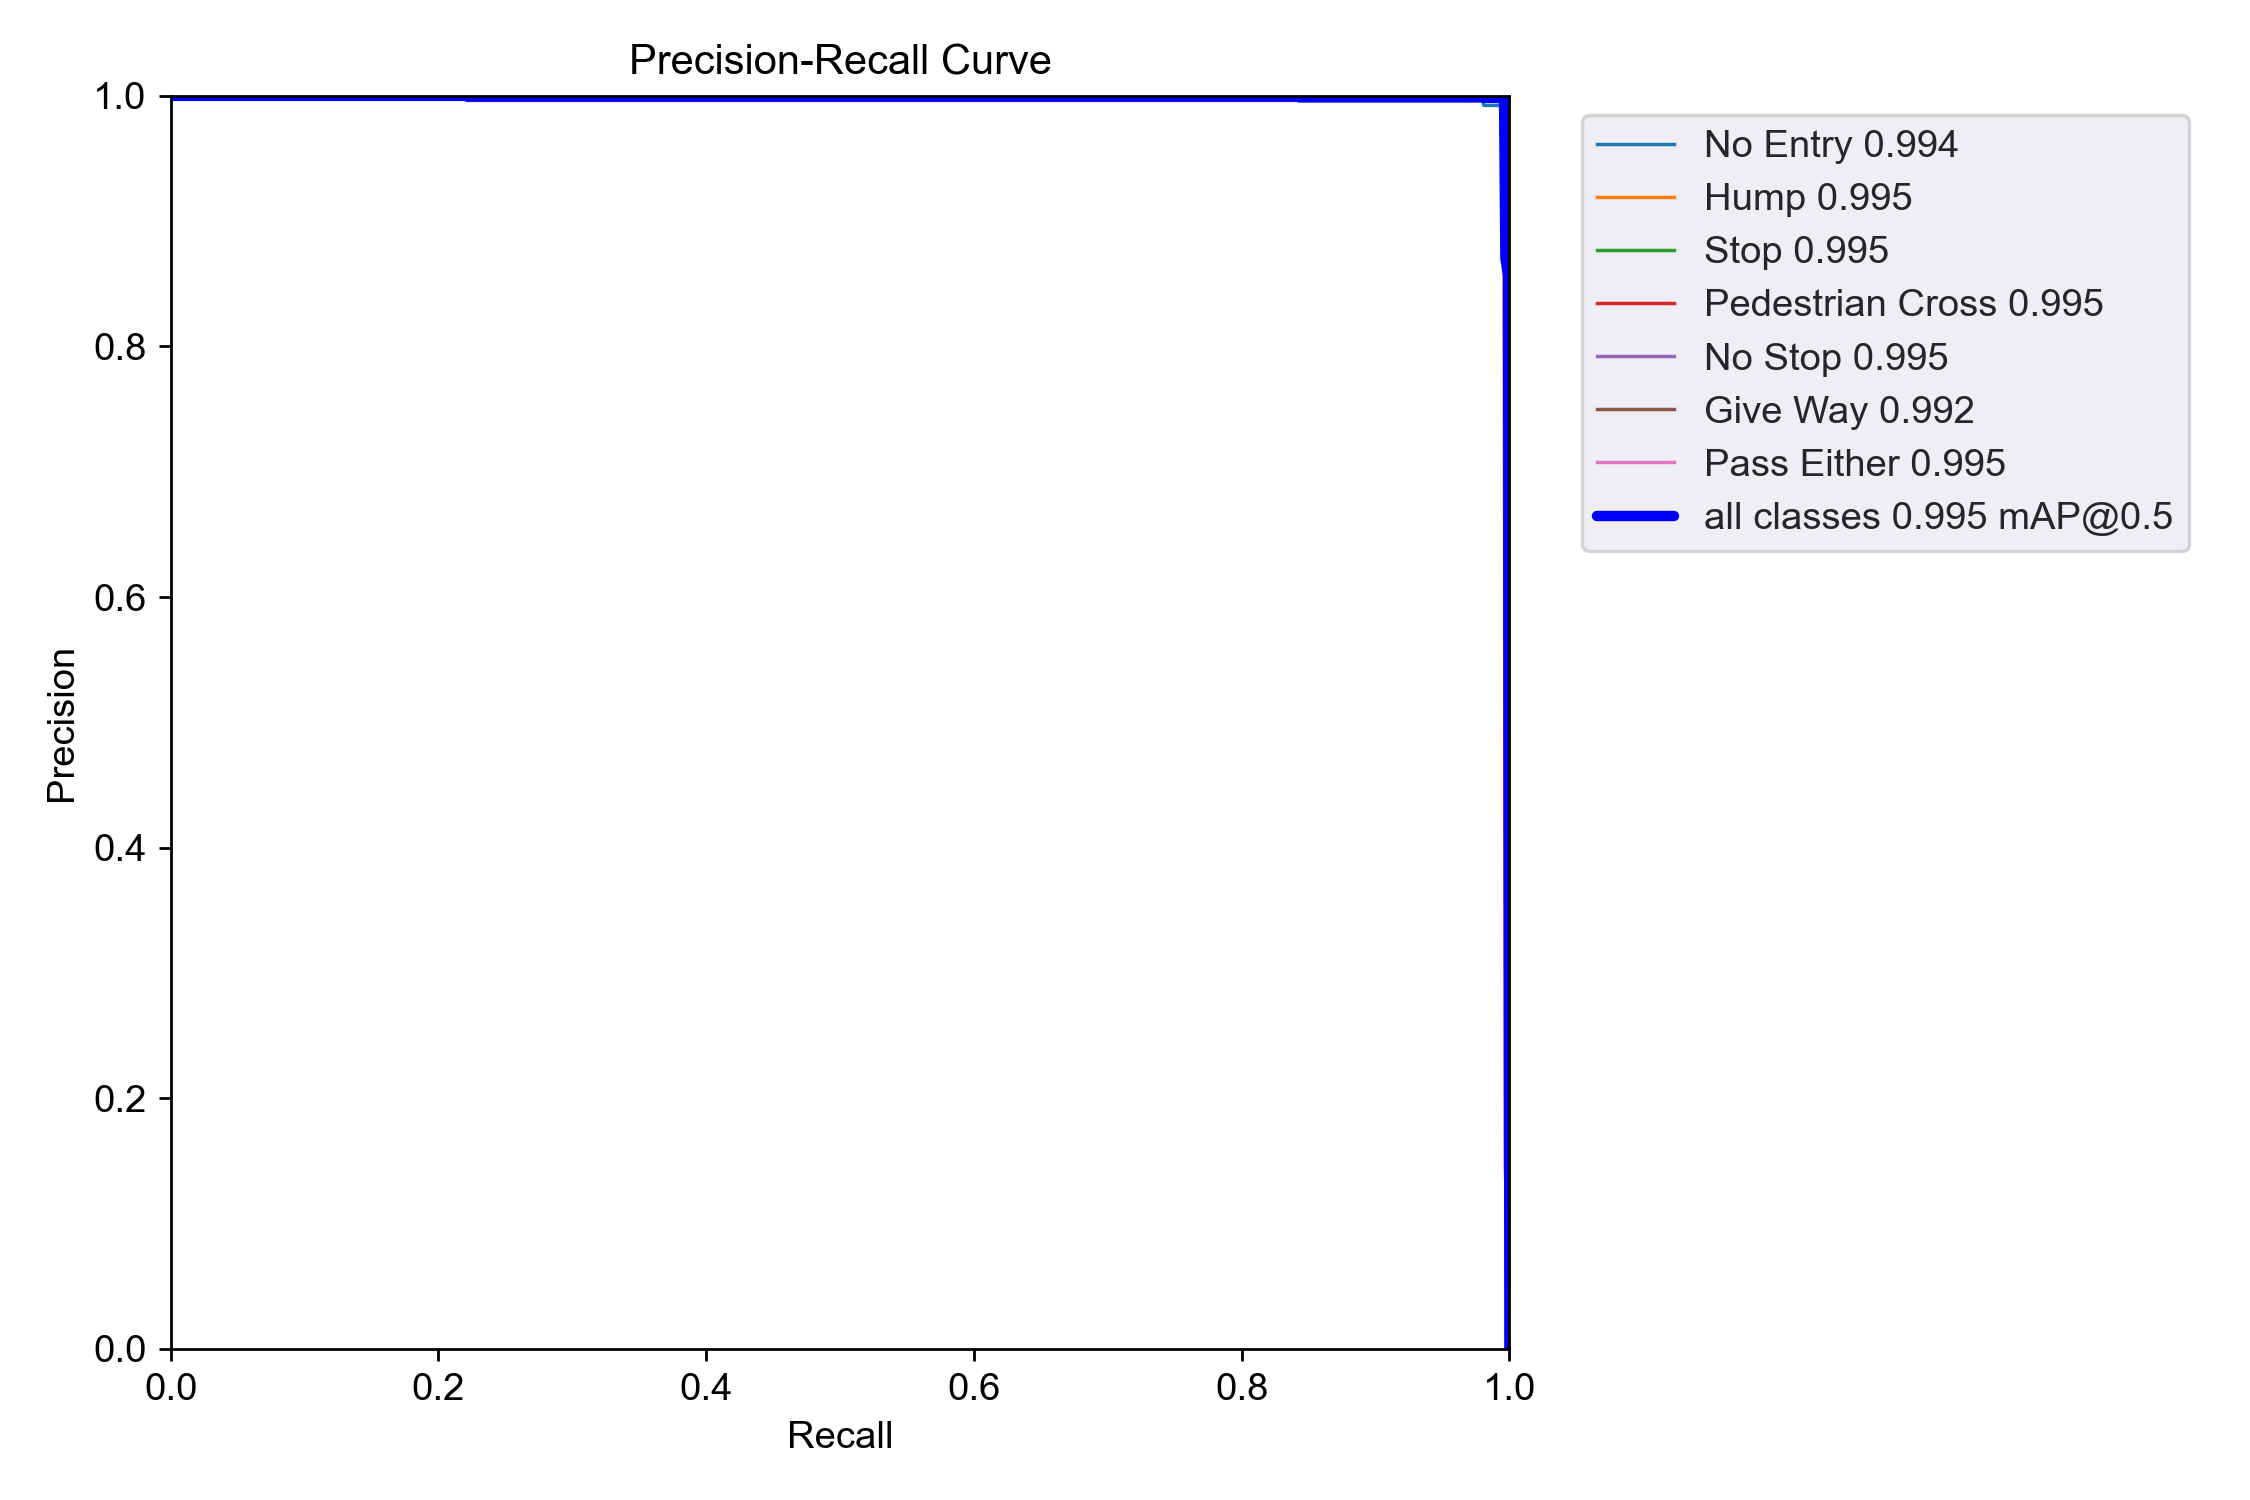 Precision-Recall Curve
1.0
0.8
0.6
0.4
0.2
0.0
Precision
0.0 0.2 0.4 0.6 0.8 1.0
Recall
No Entry 0.994
Hump 0.995
Stop 0.995
Pedestrian Cross 0.995
No Stop 0.995
Give Way 0.992
Pass Either 0.995
all classes 0.995 mAP@0.5